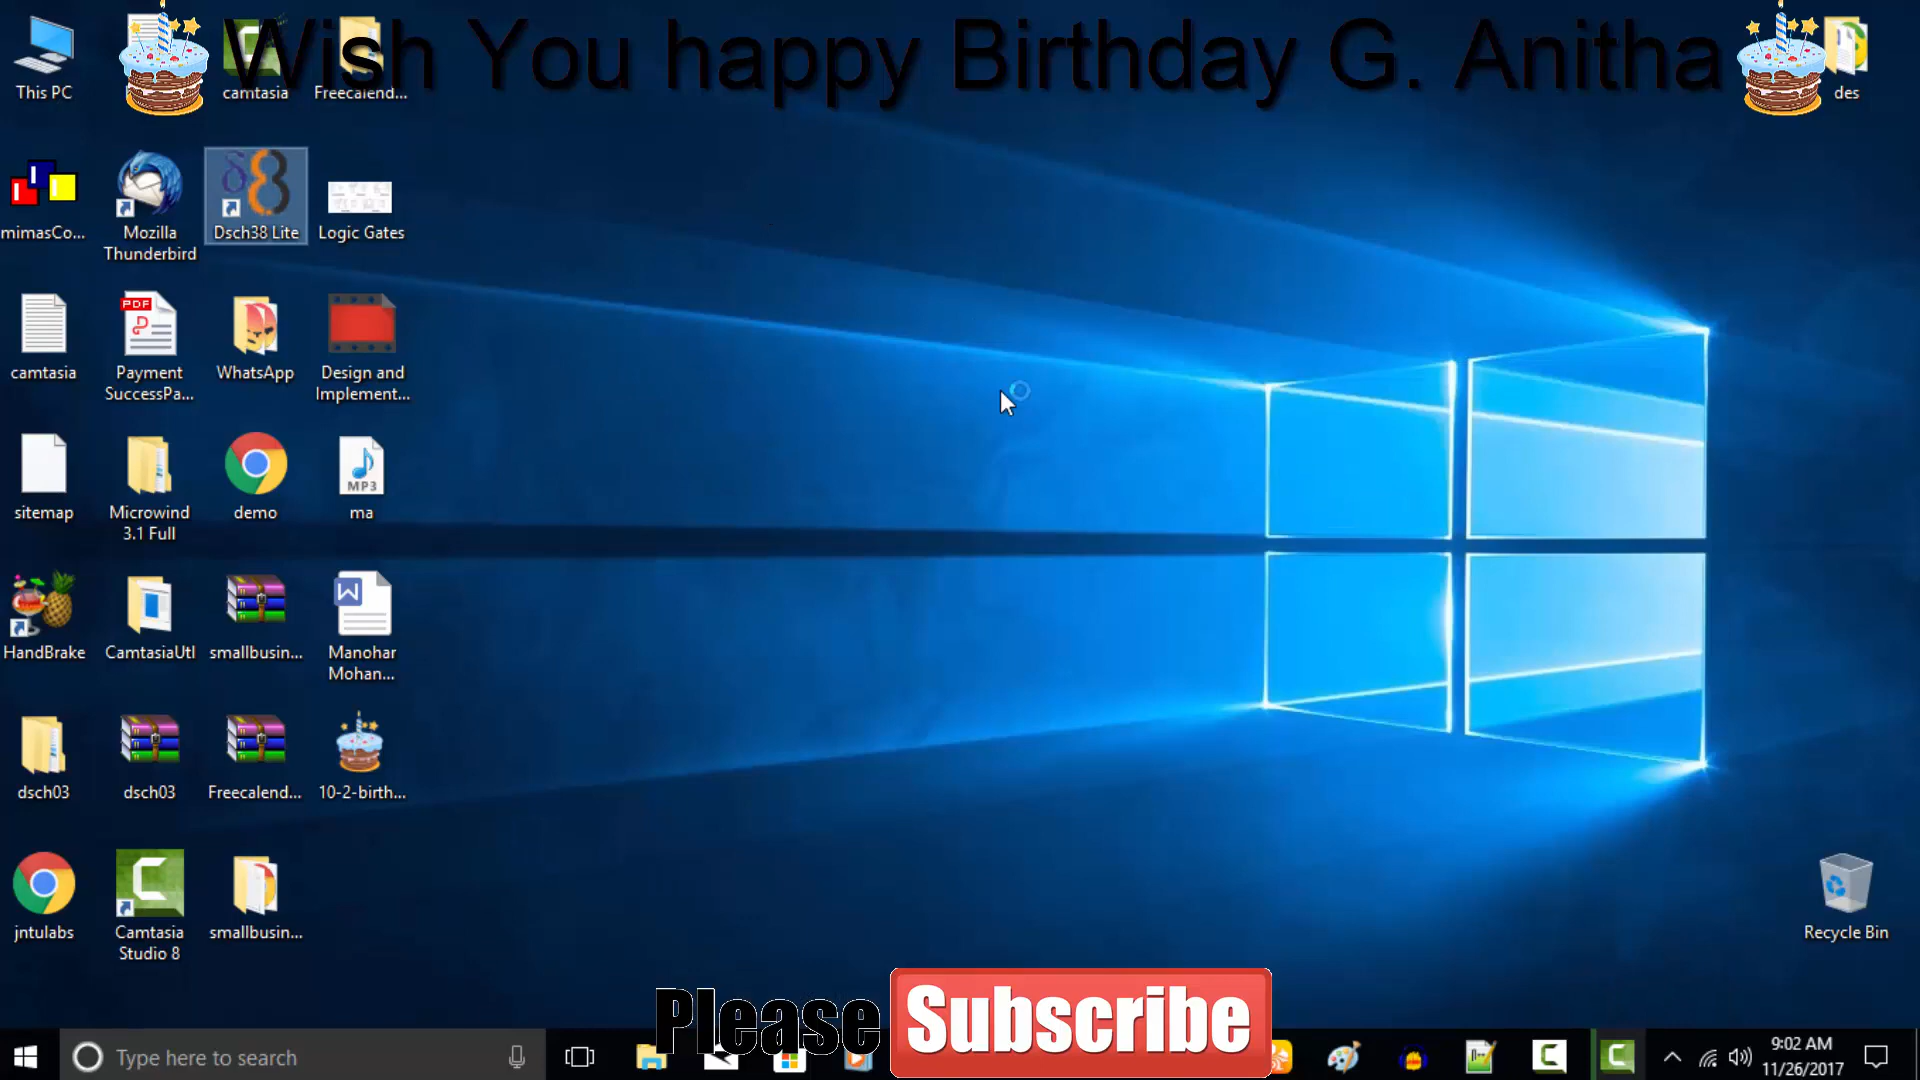 Wish You happy Birthday G. Anitha
This PC
camtasia
Freecalend...
des
mimasCo...
Mozilla
Thunderbird
Dsch38 Lite
Logic Gates
camtasia
PDF
Payment
SuccessPa...
WhatsApp
Design and
Implement...
sitemap
Microwind
3.1 Full
demo
MP3
ma
HandBrake
CamtasiaUtl
smallbusin...
W
Manohar
Mohan...
dsch03
dsch03
Freecalend...
10-2-birth...
jntulabs
Camtasia
Studio 8
smallbusin...
Recycle Bin
Please Subscribe
Type here to search
9:02 AM
11/26/2017